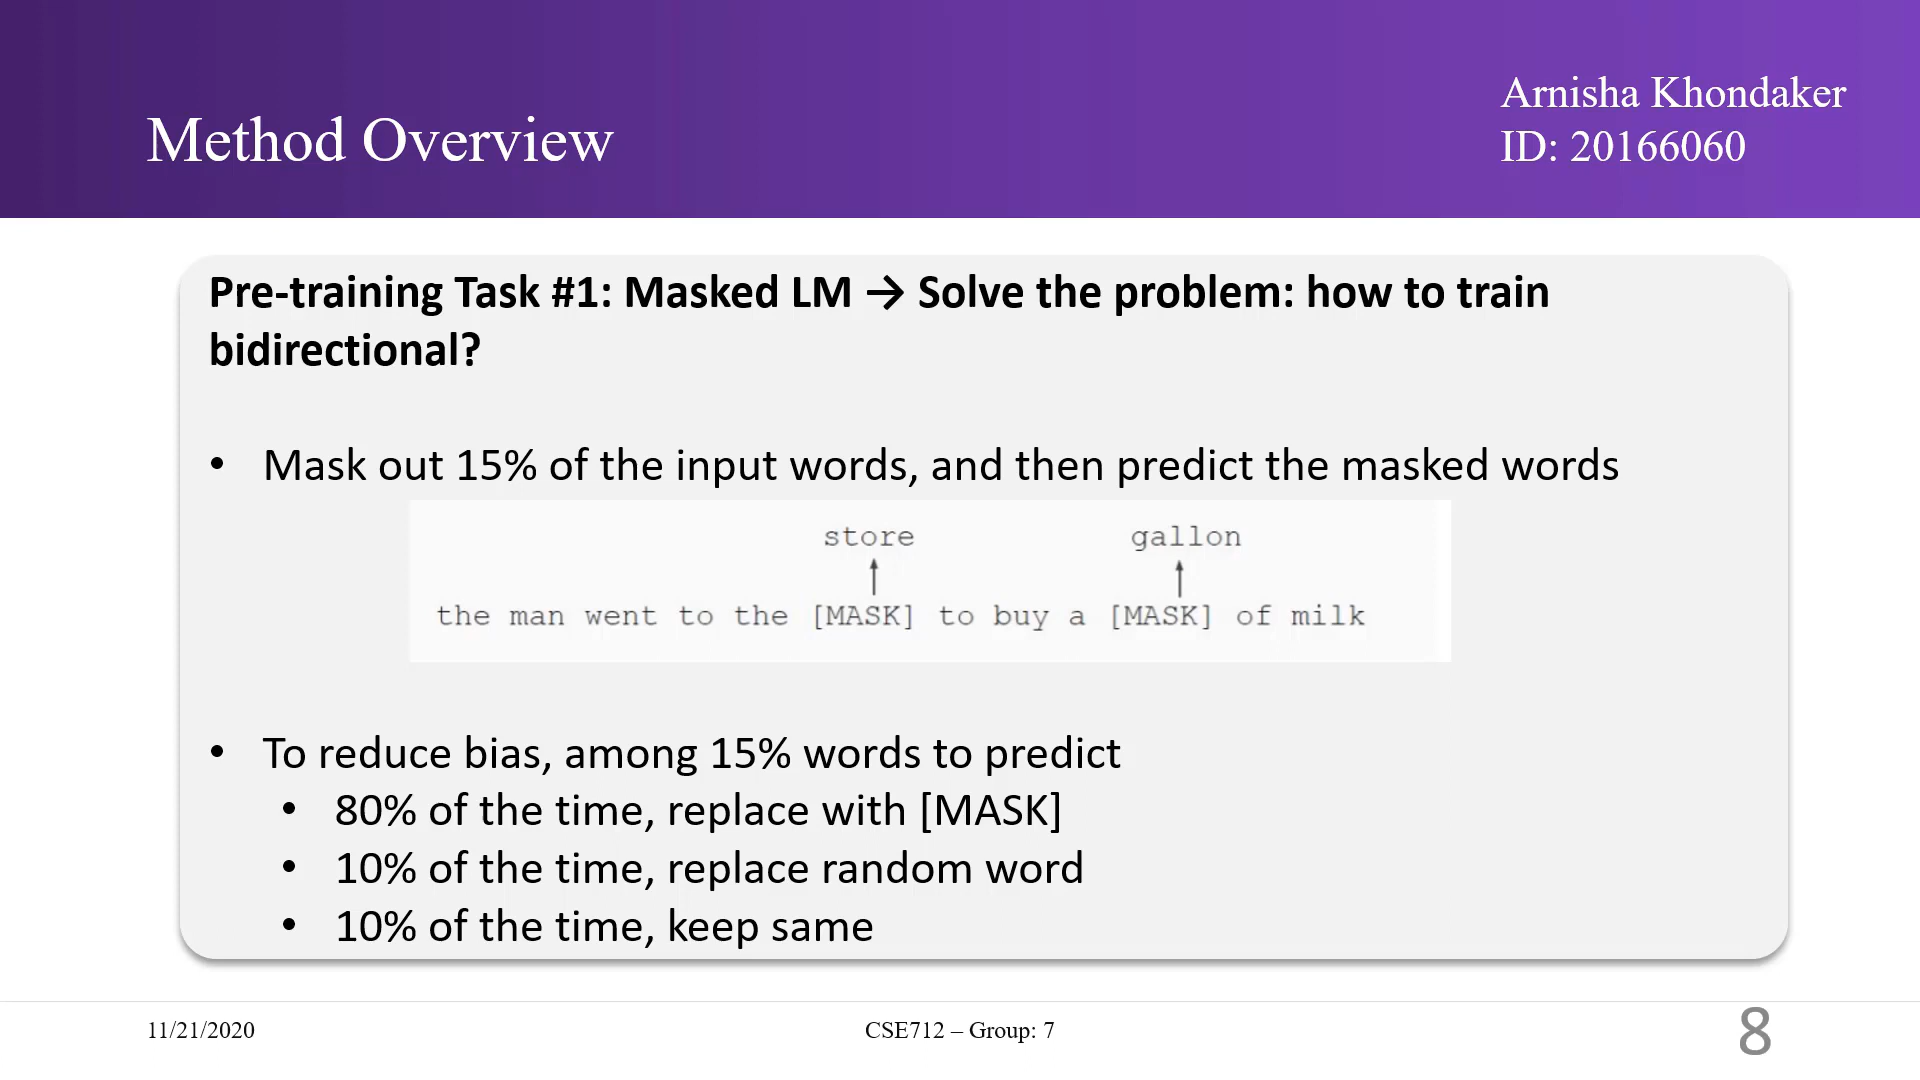 Method Overview
Arnisha Khondaker
ID: 20166060
Pre-training Task #1: Masked LM → Solve the problem: how to train
bidirectional?
• Mask out 15% of the input words, and then predict the masked words
store gallon
the man went to the [MASK] to buy a [MASK] of milk
• To reduce bias, among 15% words to predict
• 80% of the time, replace with [MASK]
• 10% of the time, replace random word
• 10% of the time, keep same
11/21/2020
CSE712 – Group: 7
8